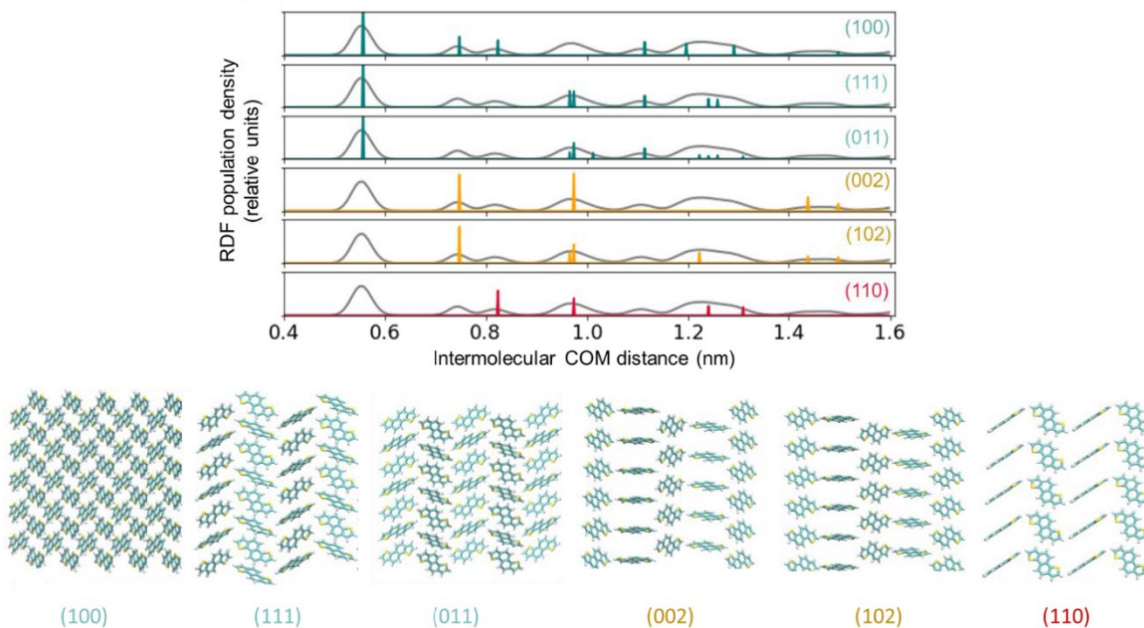 (100)
(111)
(011)
(002)
(102)
(110)
RDF population density
(relative units)
0.4 0.6 0.8 1.0 1.2 1.4 1.6
Intermolecular COM distance (nm)
(100) (111) (011) (002) (102) (110)